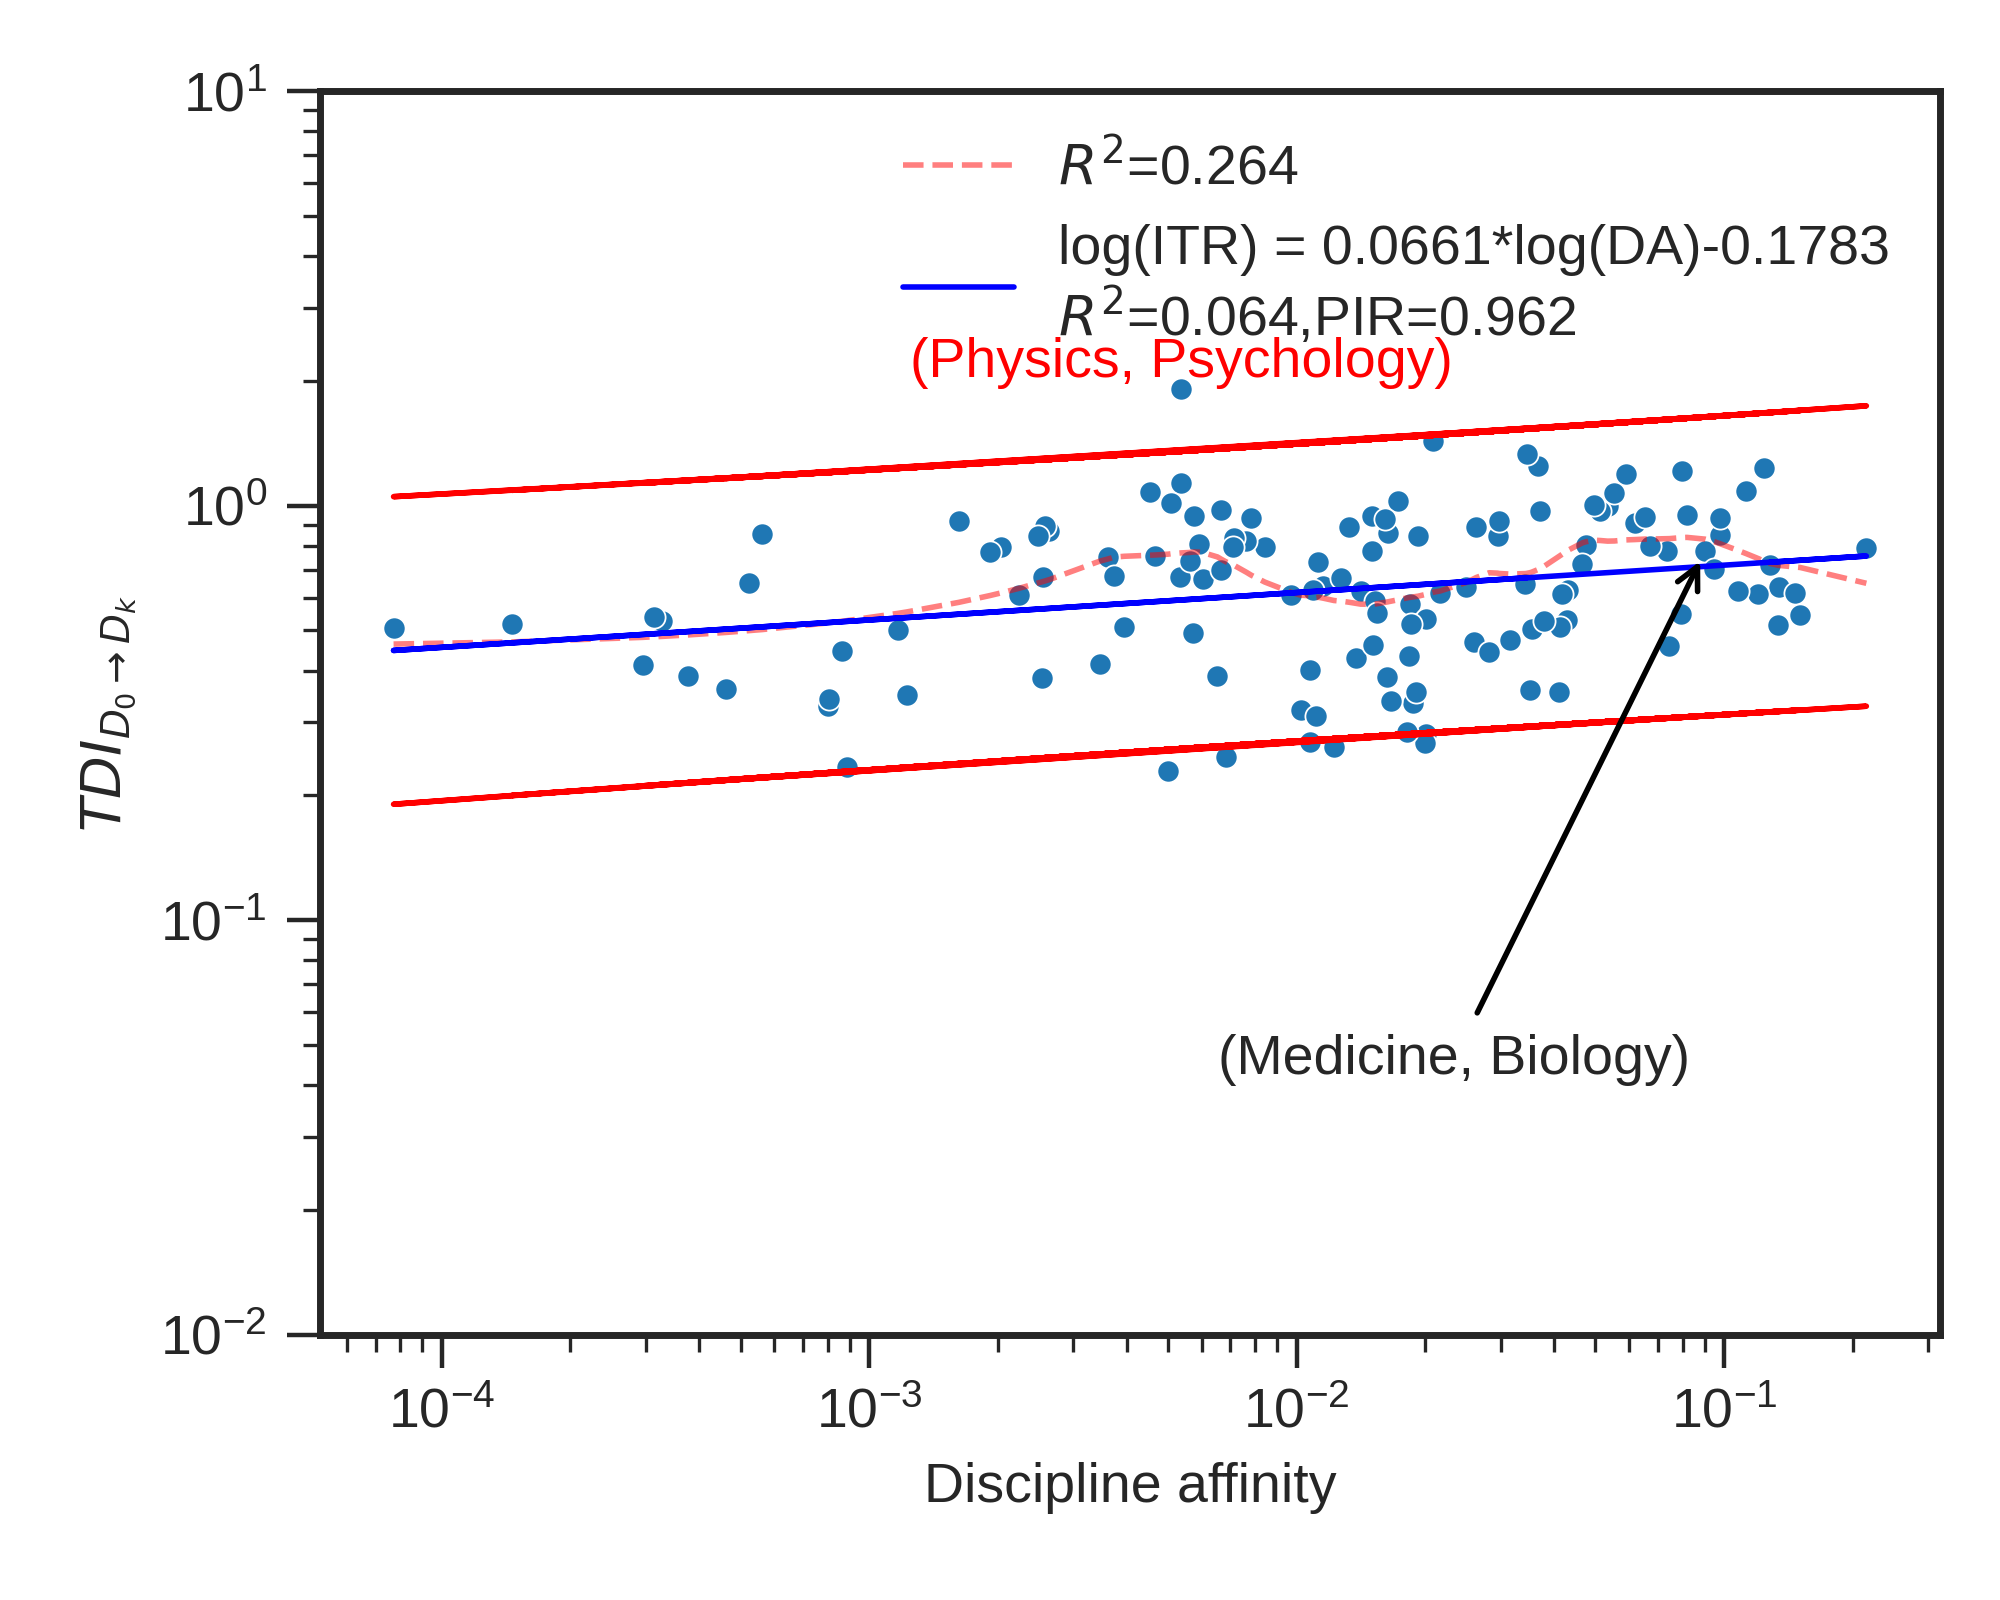 10¹
R²=0.264
log(ITR) = 0.0661*log(DA)-0.1783
R²=0.064,PIR=0.962
(Physics, Psychology)
10⁰
TDI_{D₀→D_k}
10⁻¹
(Medicine, Biology)
10⁻²
10⁻⁴ 10⁻³ 10⁻² 10⁻¹
Discipline affinity